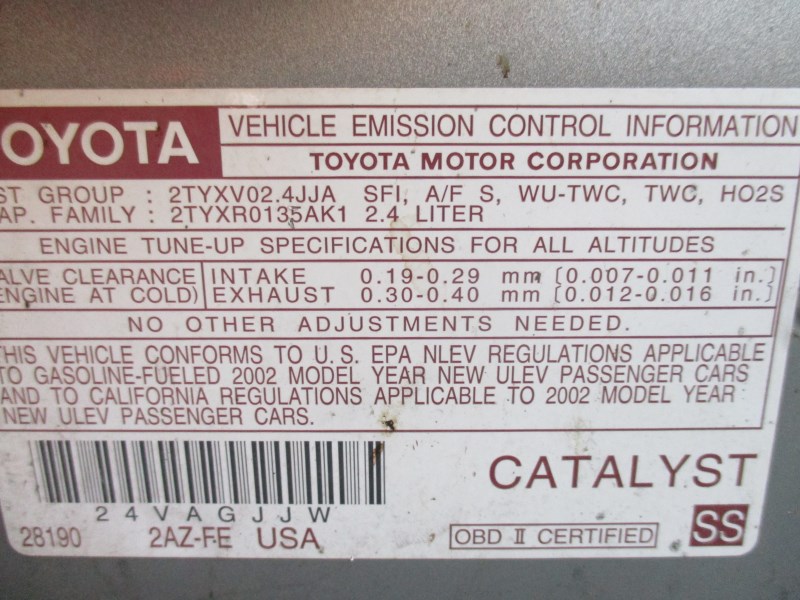 OYOTA VEHICLE EMISSION CONTROL INFORMATION
TOYOTA MOTOR CORPORATION
ST GROUP : 2TYXV02.4JJA SFI, A/F S, WU-TWC, TWC, HO2S
AP. FAMILY : 2TYXR0135AK1 2.4 LITER
ENGINE TUNE-UP SPECIFICATIONS FOR ALL ALTITUDES
ALVE CLEARANCE INTAKE 0.19-0.29 mm [0.007-0.011 in.]
ENGINE AT COLD) EXHAUST 0.30-0.40 mm [0.012-0.016 in.]
NO OTHER ADJUSTMENTS NEEDED.
THIS VEHICLE CONFORMS TO U.S. EPA NLEV REGULATIONS APPLICABLE
TO GASOLINE-FUELED 2002 MODEL YEAR NEW ULEV PASSENGER CARS
AND TO CALIFORNIA REGULATIONS APPLICABLE TO 2002 MODEL YEAR
NEW ULEV PASSENGER CARS.
CATALYST
24VAGJJW
28190 2AZ-FE USA OBD II CERTIFIED SS